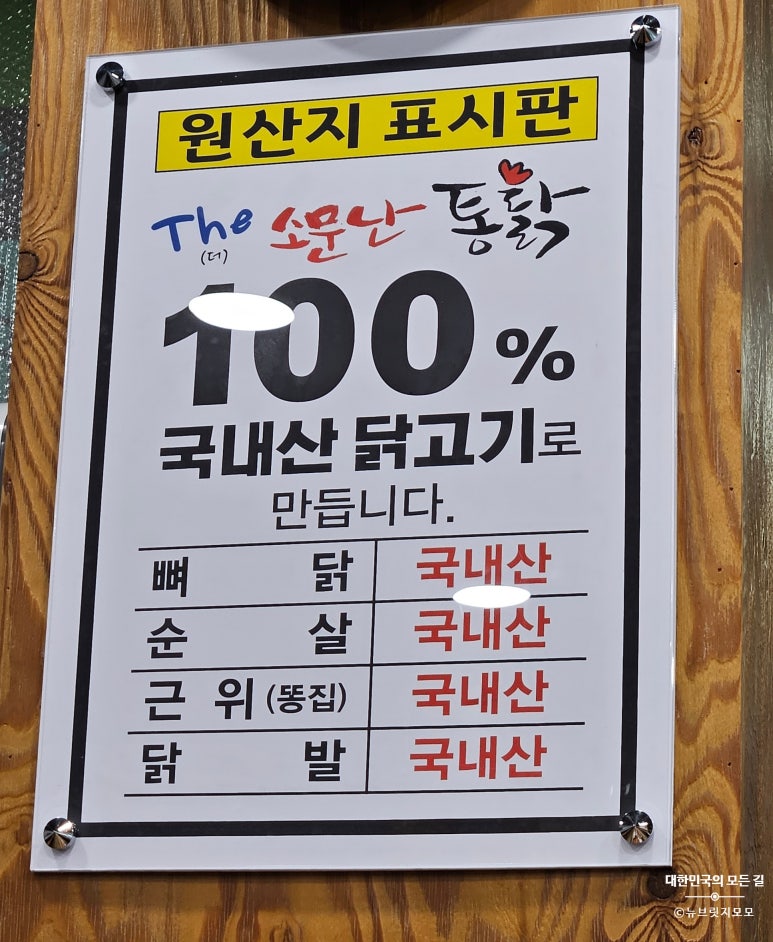 원산지 표시판
The 소문난 통닭
(더)
100%
국내산 닭고기로
만듭니다.
뼈 닭 국내산
순 살 국내산
근 위 (똥집) 국내산
닭 발 국내산
대한민국의 모든 길
©뉴브릿지모모